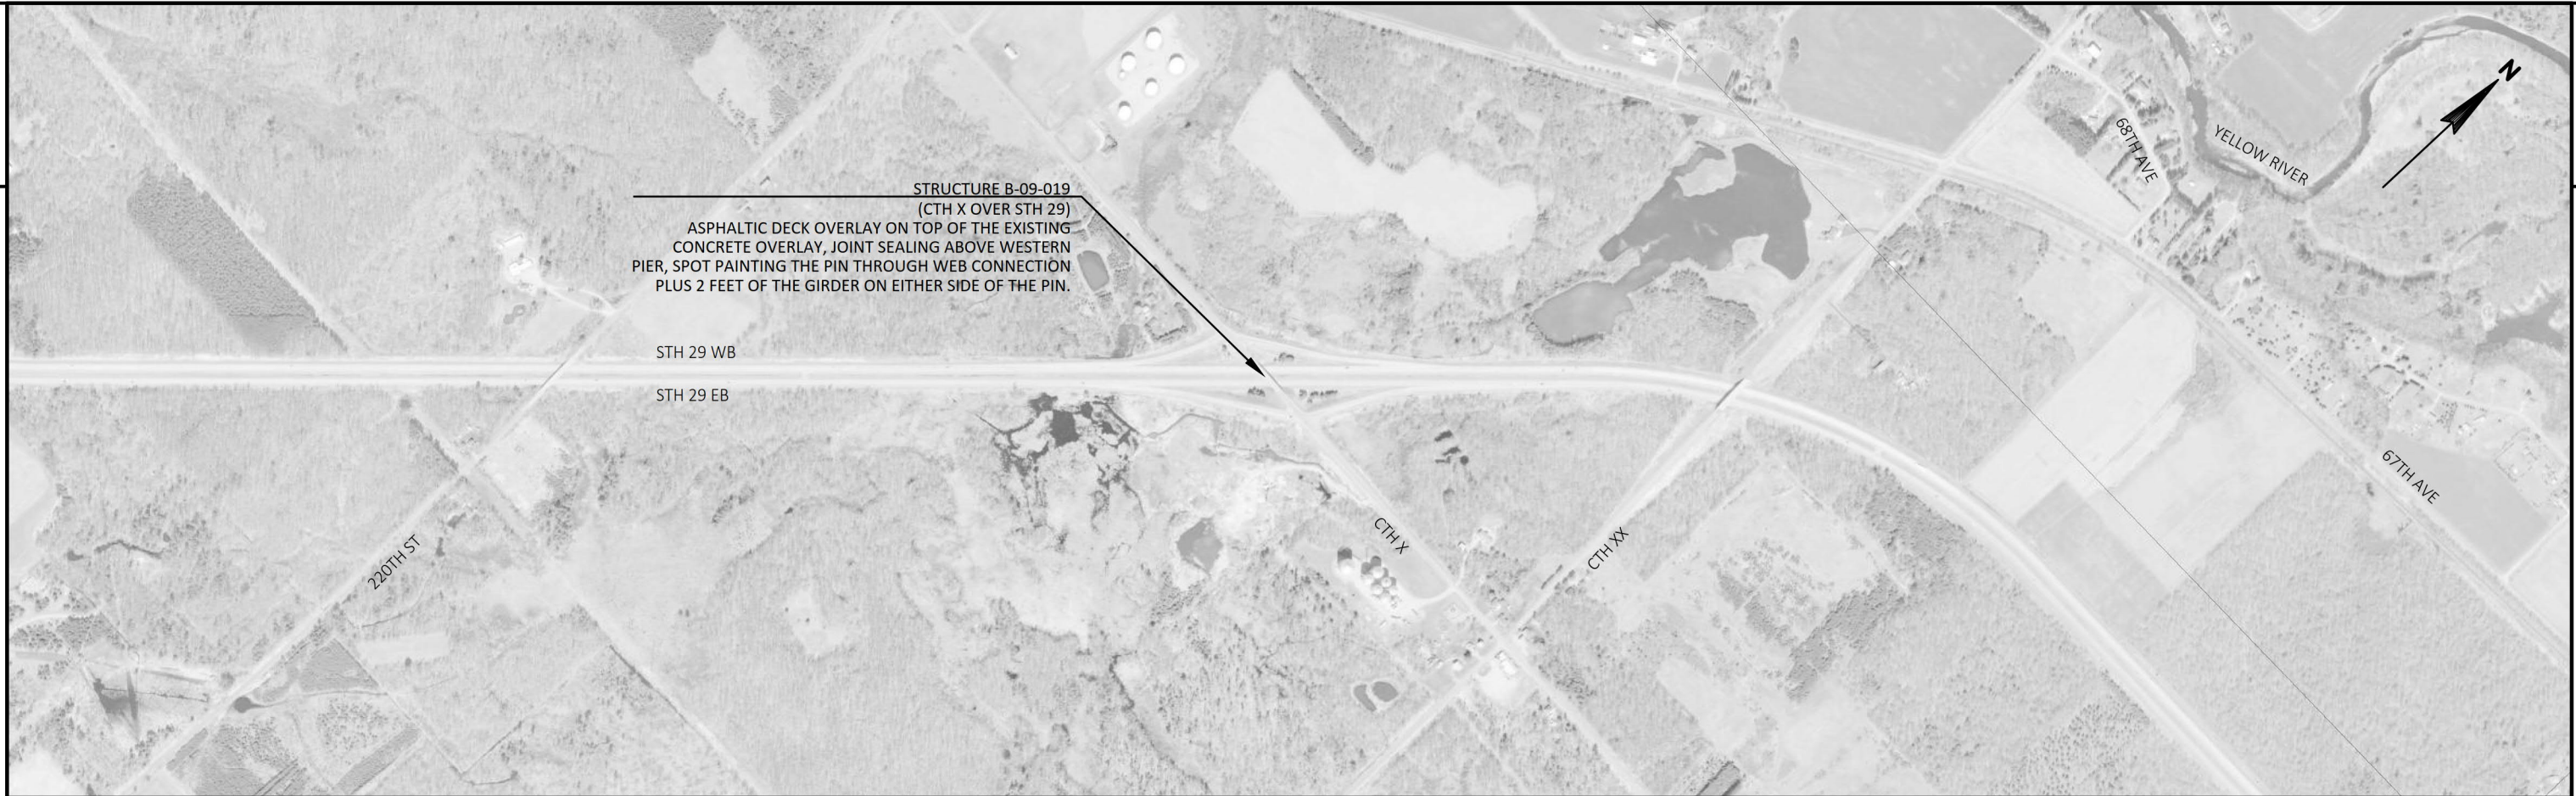 N
68TH AVE
YELLOW RIVER
STRUCTURE B-09-019
(CTH X OVER STH 29)
ASPHALTIC DECK OVERLAY ON TOP OF THE EXISTING
CONCRETE OVERLAY, JOINT SEALING ABOVE WESTERN
PIER, SPOT PAINTING THE PIN THROUGH WEB CONNECTION
PLUS 2 FEET OF THE GIRDER ON EITHER SIDE OF THE PIN.
STH 29 WB
STH 29 EB
67TH AVE
220TH ST
CTH X
CTH XX